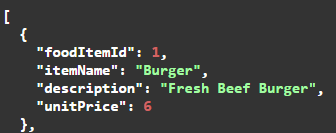 [
  {
    "foodItemId": 1,
    "itemName": "Burger",
    "description": "Fresh Beef Burger",
    "unitPrice": 6
  },